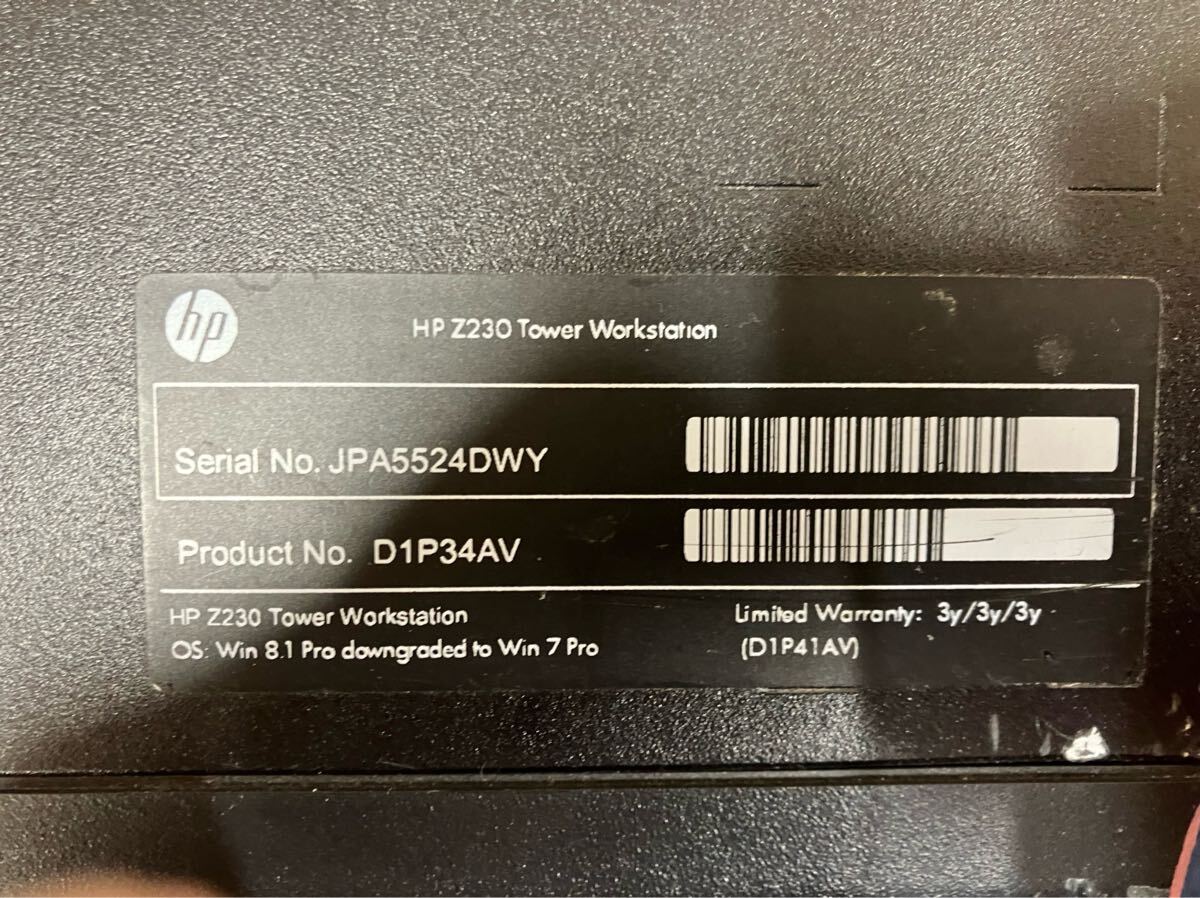 hp
HP Z230 Tower Workstation
Serial No. JPA5524DWY
Product No. D1P34AV
HP Z230 Tower Workstation
OS: Win 8.1 Pro downgraded to Win 7 Pro
Limited Warranty: 3y/3y/3y
(D1P41AV)